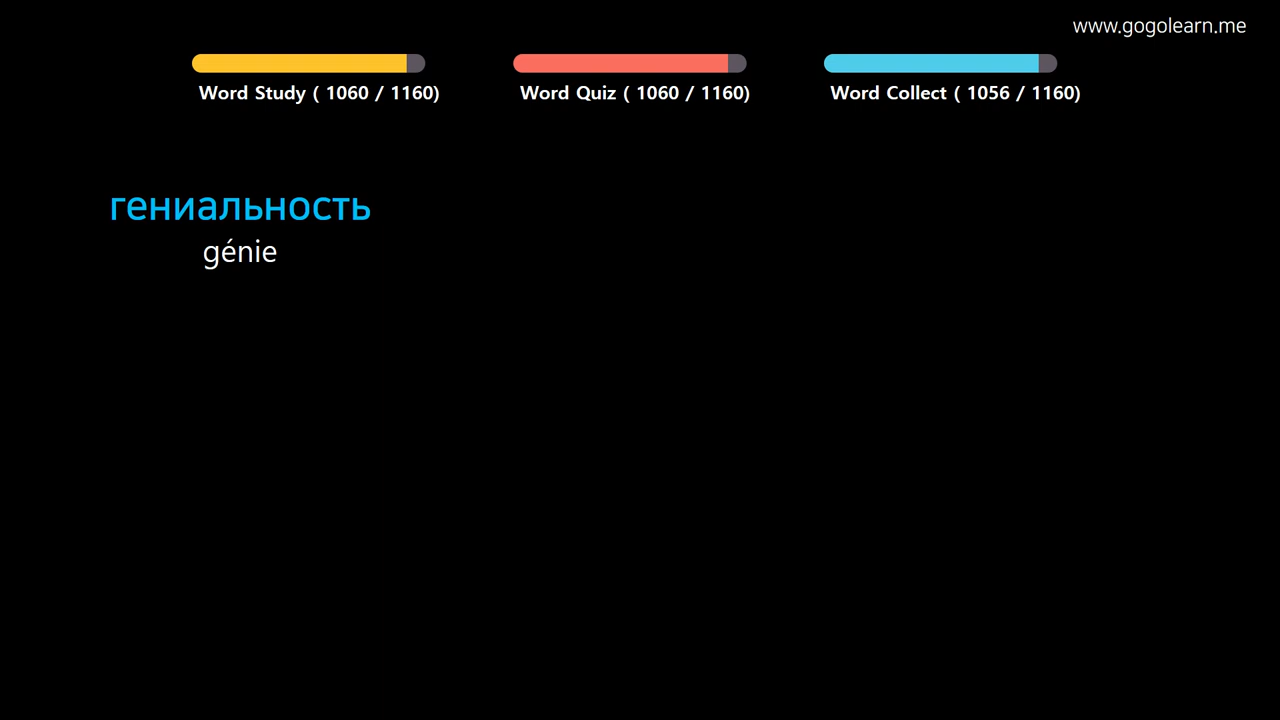 www.gogolearn.me
Word Study ( 1060 / 1160)
Word Quiz ( 1060 / 1160)
Word Collect ( 1056 / 1160)
гениальность
génie